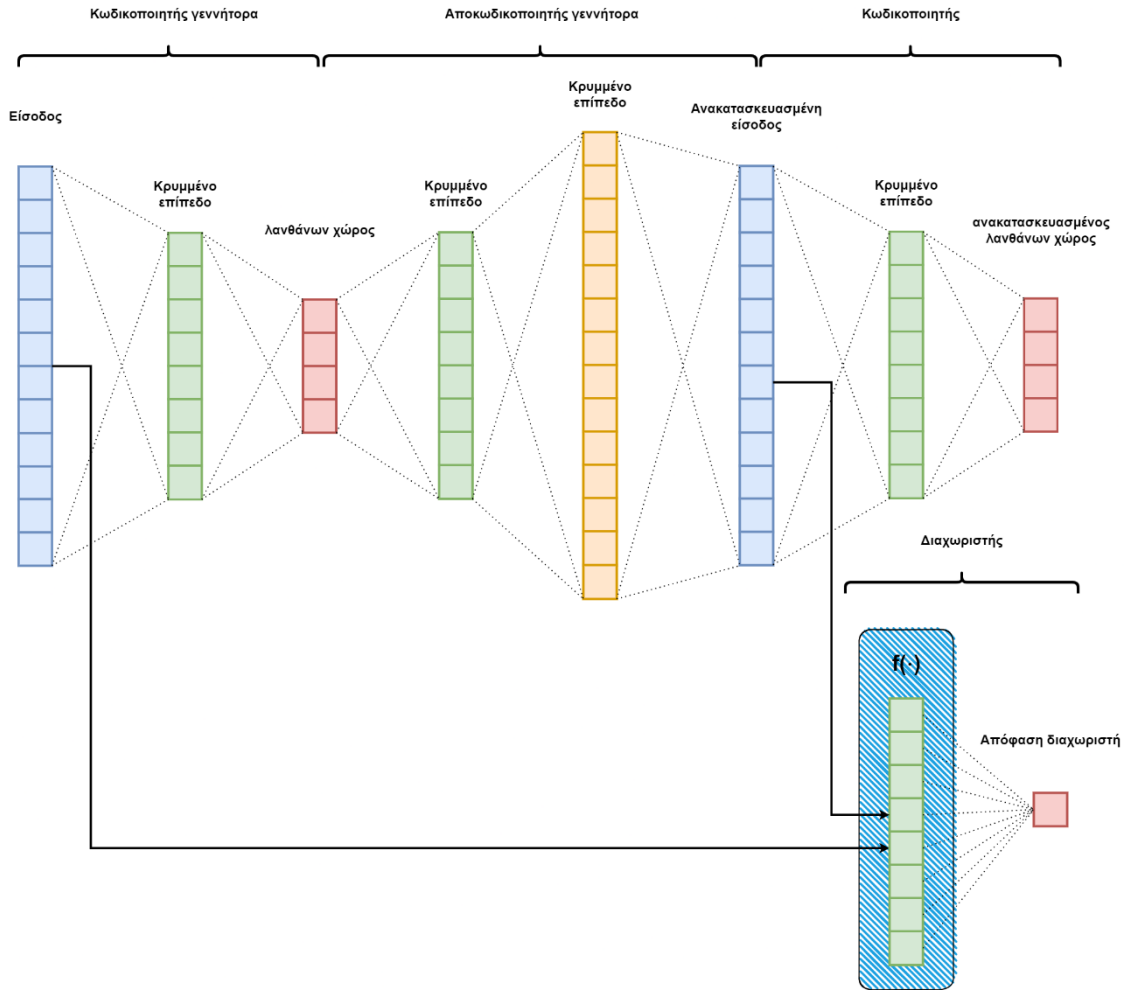 Κωδικοποιητής γεννήτορα
Αποκωδικοποιητής γεννήτορα
Κωδικοποιητής
Είσοδος
Κρυμμένο
επίπεδο
λανθάνων χώρος
Κρυμμένο
επίπεδο
Κρυμμένο
επίπεδο
Ανακατασκευασμένη
είσοδος
Κρυμμένο
επίπεδο
ανακατασκευασμένος
λανθάνων χώρος
Διαχωριστής
f(·)
Απόφαση διαχωριστή